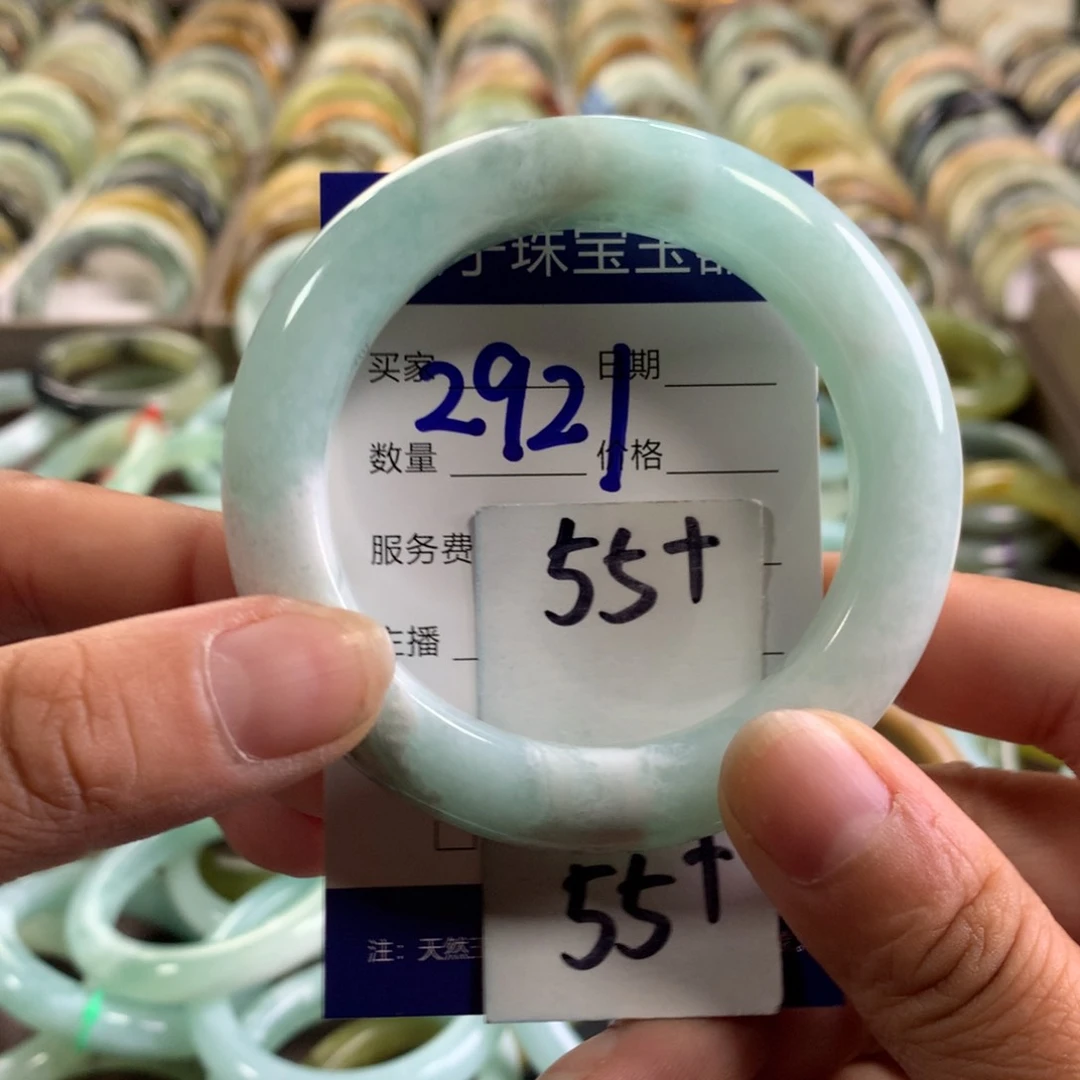 珠宝玉
买家 2921 日期
数量 价格
服务费
55+
主播
55+
注：天然